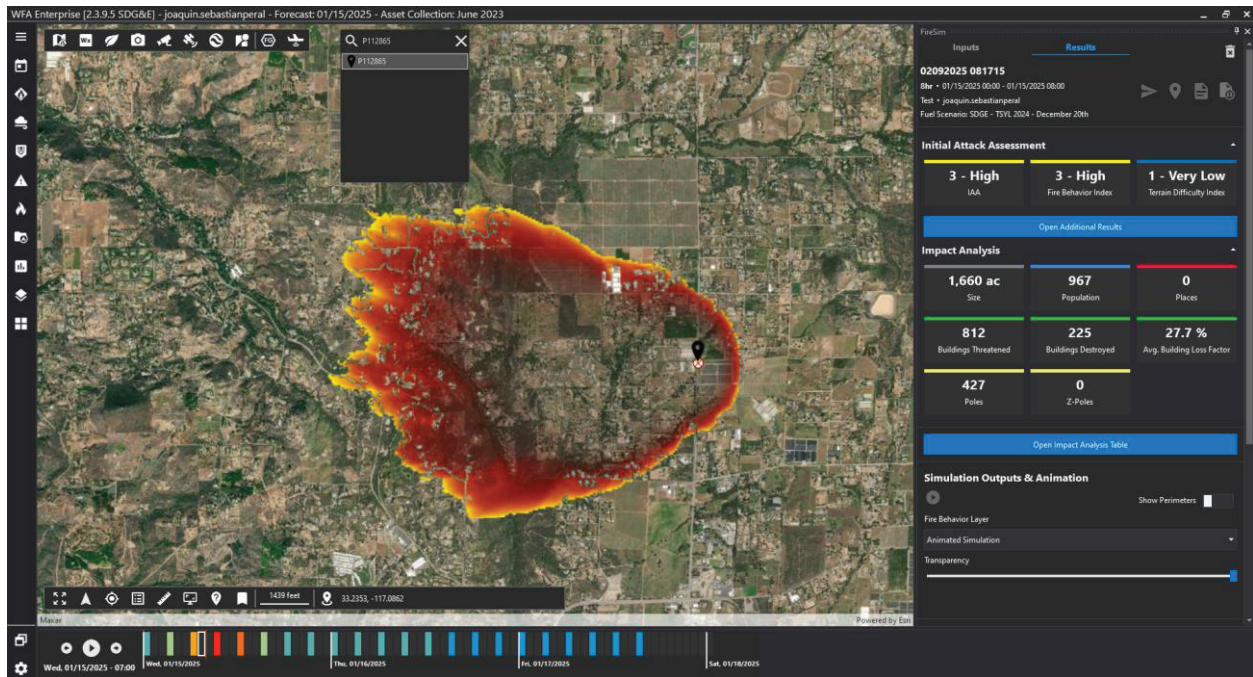 WFA Enterprise [2.3.9.5 SDG&E] - joaquin.sebastianperal - Forecast: 01/15/2025 - Asset Collection: June 2023
Wx
FG
P112865
P112865
FireSim
Inputs
Results
02092025 081715
8hr • 01/15/2025 00:00 - 01/15/2025 08:00
Test • joaquin.sebastianperal
Fuel Scenario: SDGE - TSYL 2024 - December 20th
Initial Attack Assessment
3 - High
IAA
3 - High
Fire Behavior Index
1 - Very Low
Terrain Difficulty Index
Open Additional Results
Impact Analysis
1,660 ac
Size
967
Population
0
Places
812
Buildings Threatened
225
Buildings Destroyed
27.7 %
Avg. Building Loss Factor
427
Poles
0
Z-Poles
Open Impact Analysis Table
Simulation Outputs & Animation
Show Perimeters
Fire Behavior Layer
Animated Simulation
Transparency
1439 feet
33.2353, -117.0862
Maxar
Powered by Esri
Wed, 01/15/2025 - 07:00
Wed, 01/15/2025
Thu, 01/16/2025
Fri, 01/17/2025
Sat, 01/18/2025